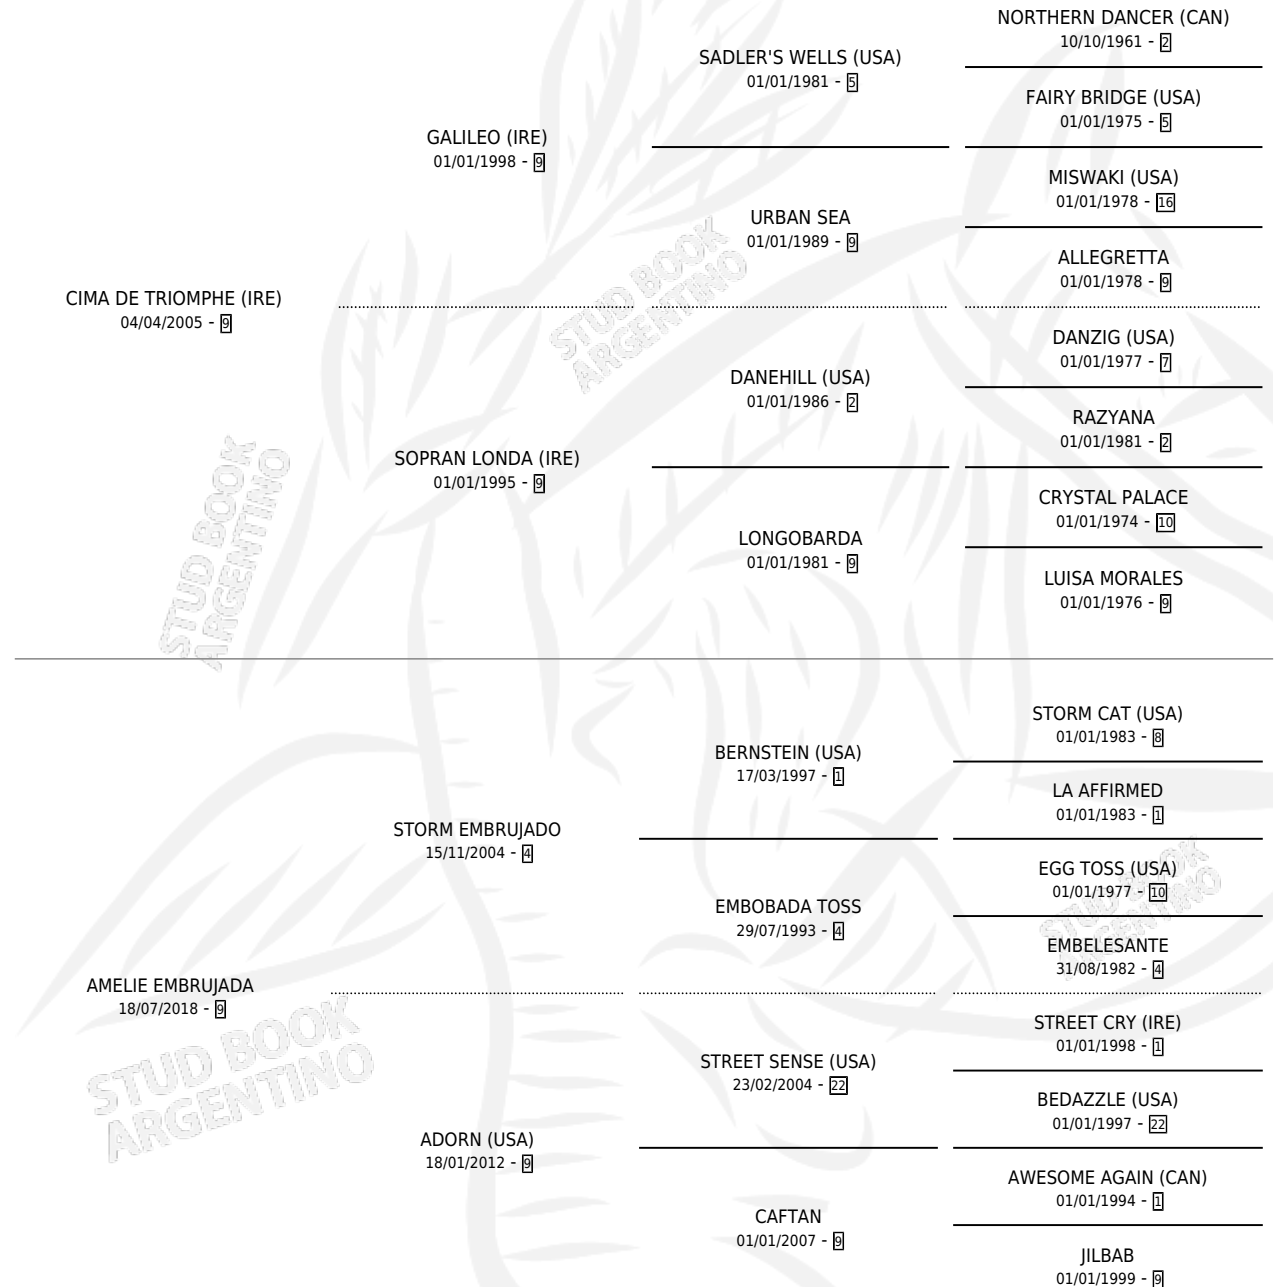 NORTHERN DANCER (CAN)
10/10/1961 - 2
SADLER'S WELLS (USA)
01/01/1981 - 5
FAIRY BRIDGE (USA)
01/01/1975 - 5
GALILEO (IRE)
01/01/1998 - 9
MISWAKI (USA)
01/01/1978 - 16
URBAN SEA
01/01/1989 - 9
ALLEGRETTA
01/01/1978 - 9
CIMA DE TRIOMPHE (IRE)
04/04/2005 - 9
DANZIG (USA)
01/01/1977 - 7
DANEHILL (USA)
01/01/1986 - 2
RAZYANA
01/01/1981 - 2
SOPRAN LONDA (IRE)
01/01/1995 - 9
CRYSTAL PALACE
01/01/1974 - 10
LONGOBARDA
01/01/1981 - 9
LUISA MORALES
01/01/1976 - 9
STORM CAT (USA)
01/01/1983 - 8
BERNSTEIN (USA)
17/03/1997 - 1
LA AFFIRMED
01/01/1983 - 1
STORM EMBRUJADO
15/11/2004 - 4
EGG TOSS (USA)
01/01/1977 - 10
EMBOBADA TOSS
29/07/1993 - 4
EMBELESANTE
31/08/1982 - 4
AMELIE EMBRUJADA
18/07/2018 - 9
STREET CRY (IRE)
01/01/1998 - 1
STREET SENSE (USA)
23/02/2004 - 22
BEDAZZLE (USA)
01/01/1997 - 22
ADORN (USA)
18/01/2012 - 9
AWESOME AGAIN (CAN)
01/01/1994 - 1
CAFTAN
01/01/2007 - 9
JILBAB
01/01/1999 - 9
STUD BOOK
ARGENTINO
STUD BOOK
ARGENTINO
STUD BOOK
ARGENTINO
STUD BOOK
ARGENTINO